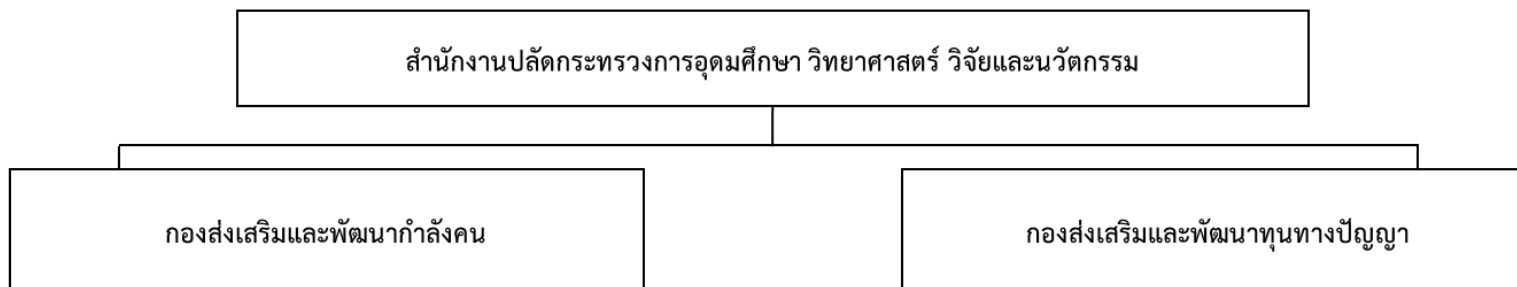 สำนักงานปลัดกระทรวงการอุดมศึกษา วิทยาศาสตร์ วิจัยและนวัตกรรม
กองส่งเสริมและพัฒนากำลังคน
กองส่งเสริมและพัฒนาทุนทางปัญญา